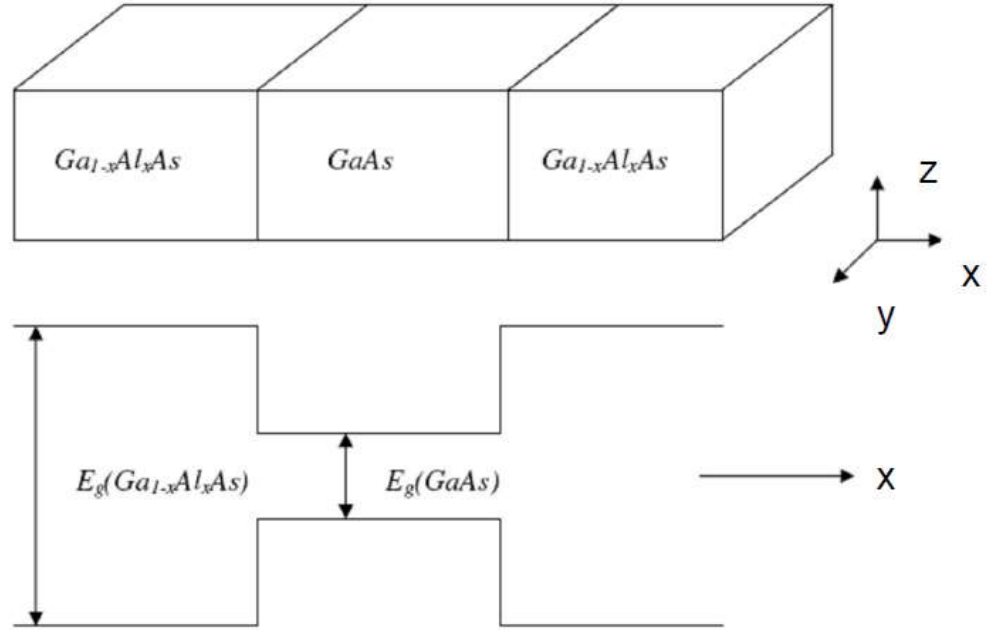 Ga1-xAlxAs
GaAs
Ga1-xAlxAs
z
x
y
Eg(Ga1-xAlxAs)
Eg(GaAs)
x